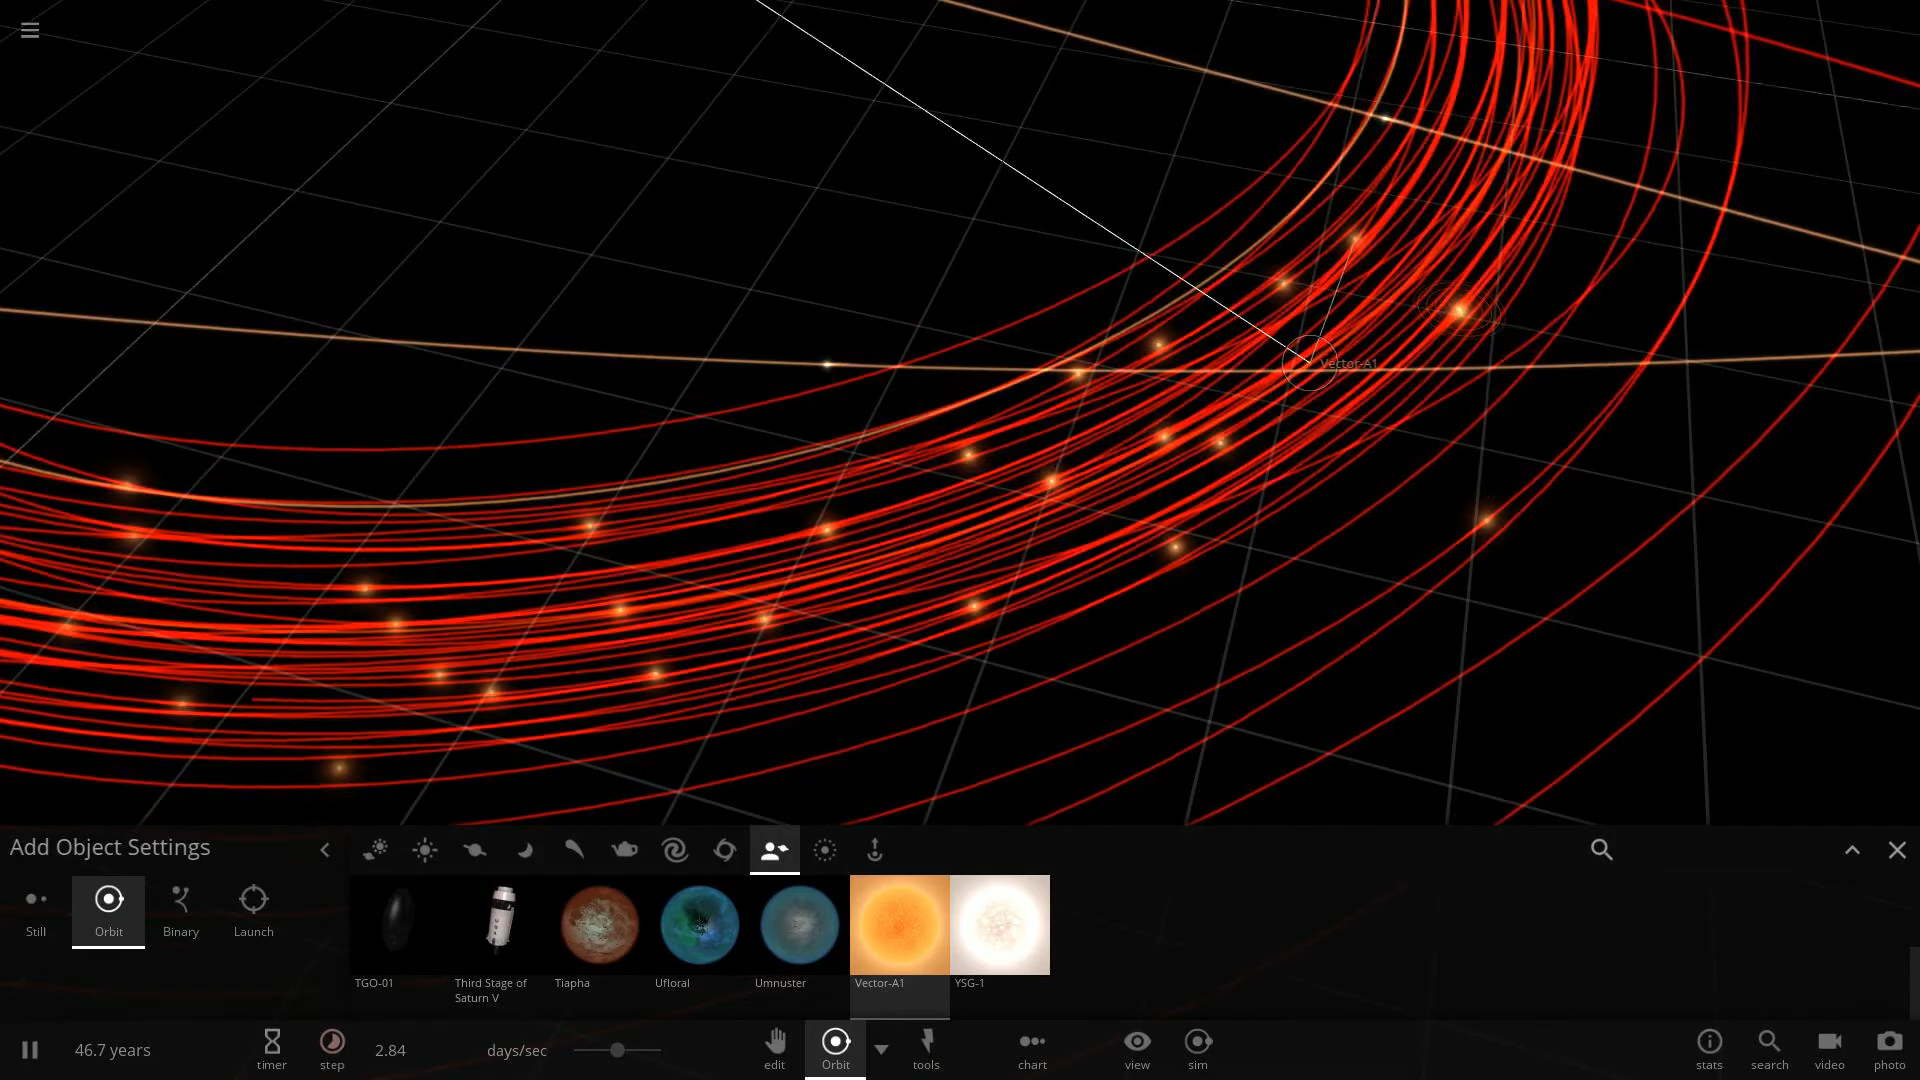 Vector-A1
Add Object Settings
Still
Orbit
Binary
Launch
TGO-01
Third Stage of
Saturn V
Tiapha
Ufloral
Umnuster
Vector-A1
YSG-1
46.7 years
timer
step
2.84
days/sec
edit
Orbit
tools
chart
view
sim
stats
search
video
photo